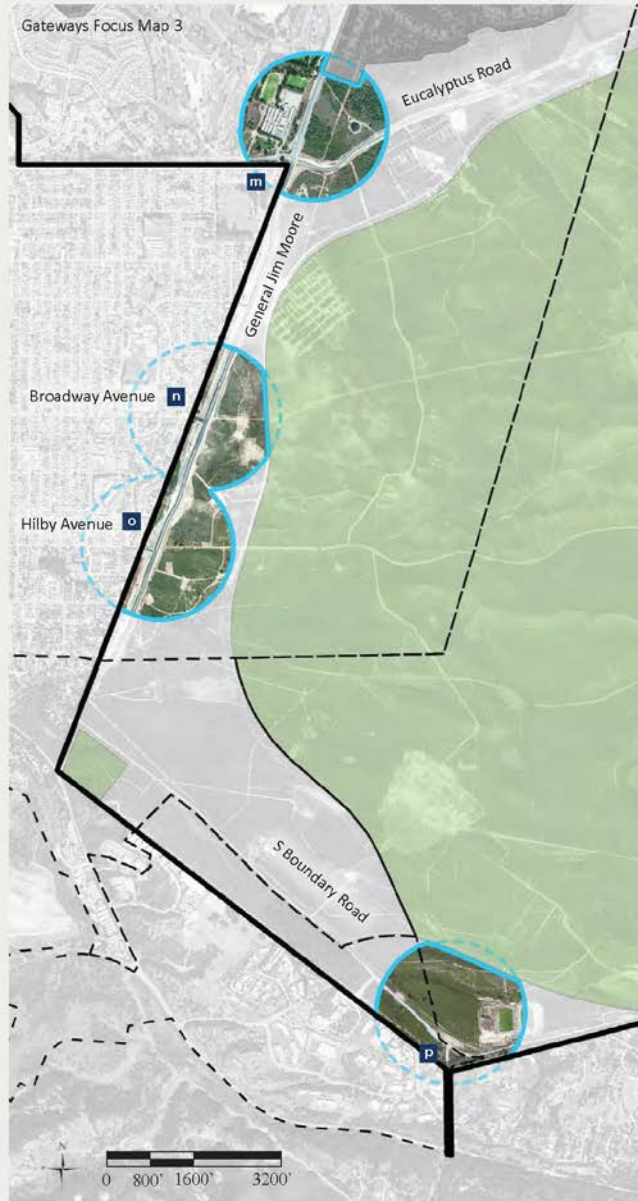 Gateways Focus Map 3
Eucalyptus Road
m
General Jim Moore
Broadway Avenue n
Hilby Avenue o
S Boundary Road
p
N
0 800' 1600' 3200'